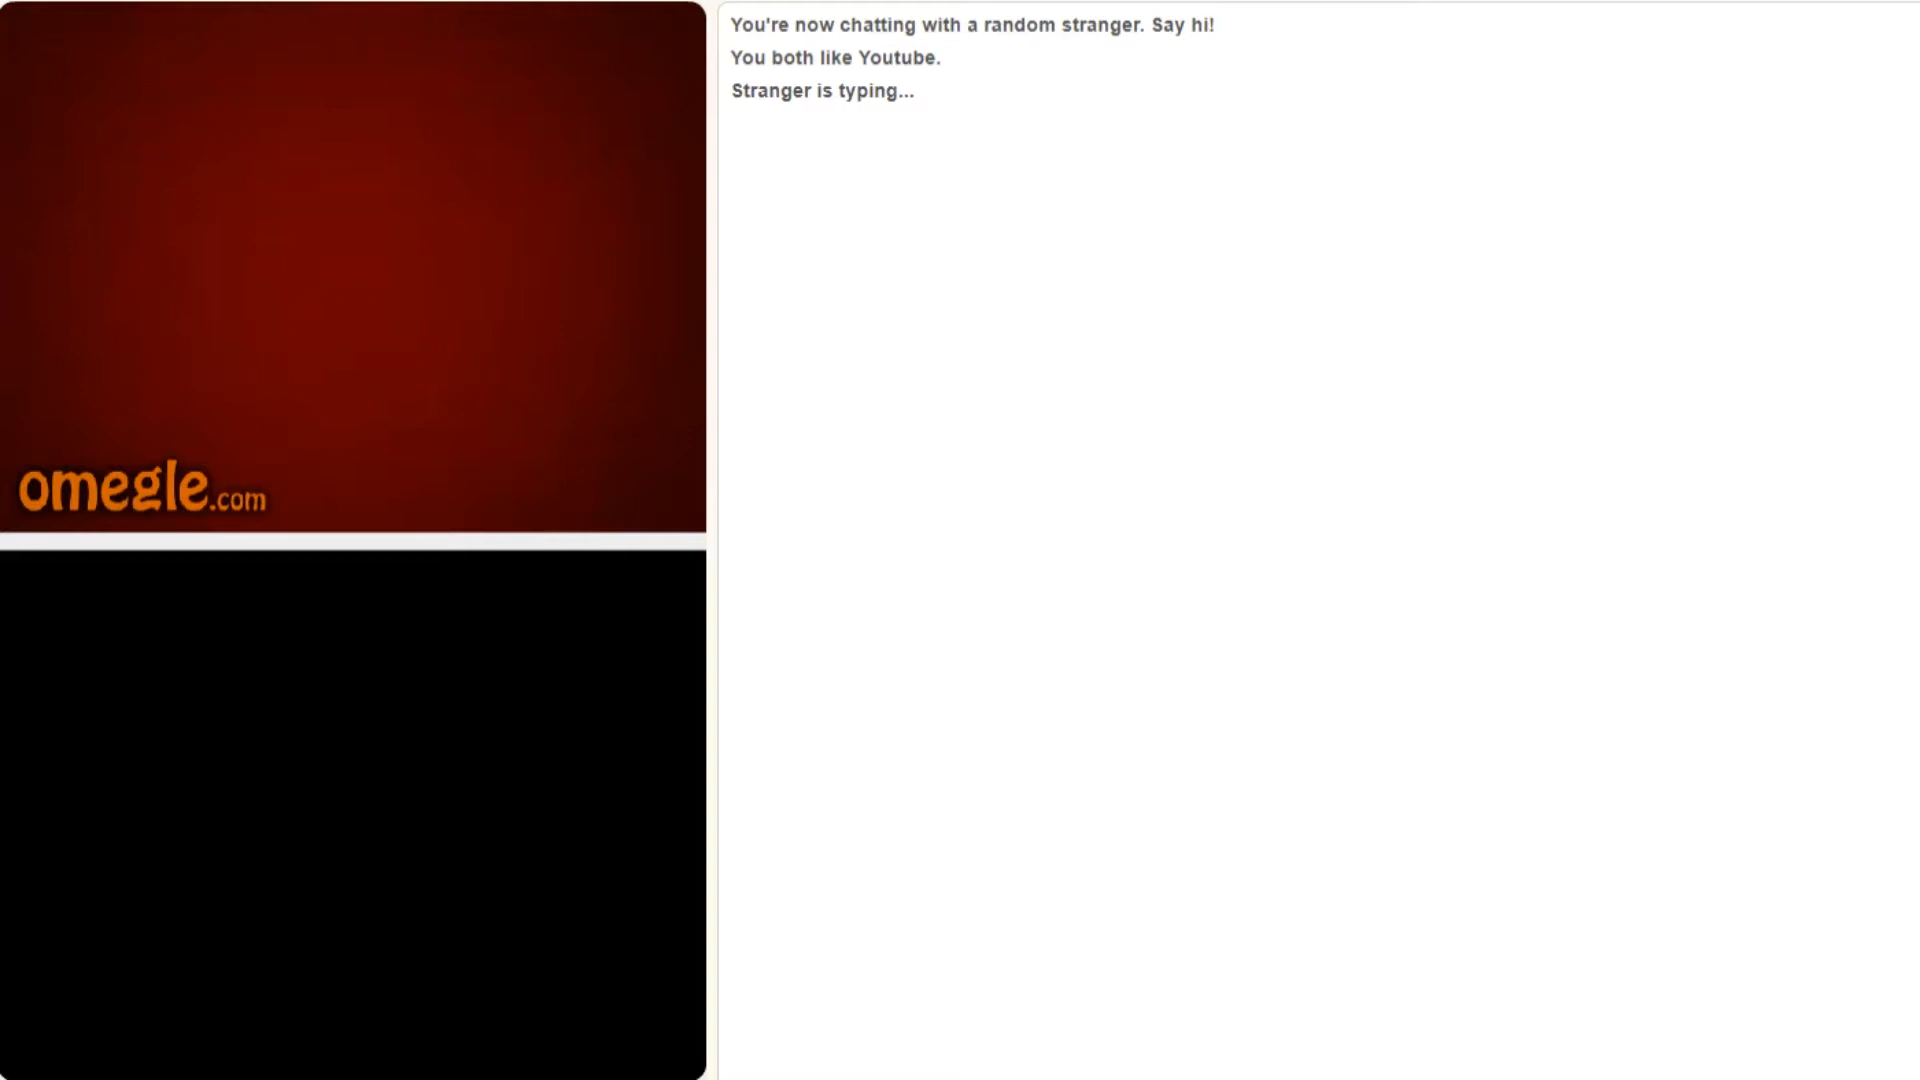 You're now chatting with a random stranger. Say hi!
You both like Youtube.
Stranger is typing...
omegle.com